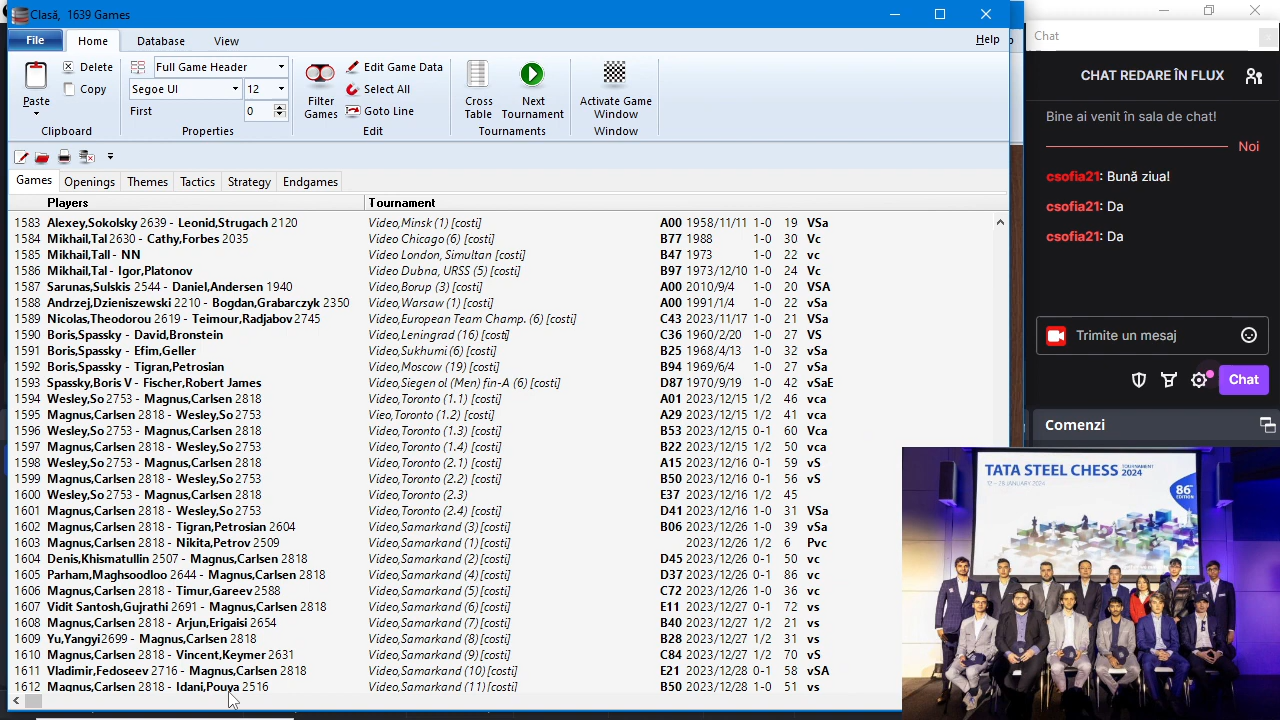 Clasă, 1639 Games
File Home Database View Help
Paste
Delete
Copy
Clipboard
Full Game Header
Segoe UI 12
First 0
Properties
Filter Games
Edit Game Data
Select All
Goto Line
Edit
Cross Table
Next Tournament
Tournaments
Activate Game Window
Window
Games Openings Themes Tactics Strategy Endgames
Players Tournament
1583 Alexey,Sokolsky 2639 - Leonid,Strugach 2120 Video,Minsk (1) [costi] A00 1958/11/11 1-0 19 VSa
1584 Mikhail,Tal 2630 - Cathy,Forbes 2035 Video Chicago (6) [costi] B77 1988 1-0 30 Vc
1585 Mikhail,Tall - NN Video London, Simultan [costi] B47 1973 1-0 22 vc
1586 Mikhail,Tal - Igor,Platonov Video Dubna, URSS (5) [costi] B97 1973/12/10 1-0 24 Vc
1587 Sarunas,Sulskis 2544 - Daniel,Andersen 1940 Video,Borup (3) [costi] A00 2010/9/4 1-0 20 VSA
1588 Andrzej,Dzieniszewski 2210 - Bogdan,Grabarczyk 2350 Video,Warsaw (1) [costi] A00 1991/1/4 1-0 22 vSa
1589 Nicolas,Theodorou 2619 - Teimour,Radjabov 2745 Video,European Team Champ. (6) [costi] C43 2023/11/17 1-0 21 VSa
1590 Boris,Spassky - David,Bronstein Video,Leningrad (16) [costi] C36 1960/2/20 1-0 27 VS
1591 Boris,Spassky - Efim,Geller Video,Sukhumi (6) [costi] B25 1968/4/13 1-0 32 vSa
1592 Boris,Spassky - Tigran,Petrosian Video,Moscow (19) [costi] B94 1969/6/4 1-0 27 vSa
1593 Spassky,Boris V - Fischer,Robert James Video,Siegen ol (Men) fin-A (6) [costi] D87 1970/9/19 1-0 42 vSaE
1594 Wesley,So 2753 - Magnus,Carlsen 2818 Video,Toronto (1.1) [costi] A01 2023/12/15 1/2 46 vca
1595 Magnus,Carlsen 2818 - Wesley,So 2753 Vieo,Toronto (1.2) [costi] A29 2023/12/15 1/2 41 vca
1596 Wesley,So 2753 - Magnus,Carlsen 2818 Video,Toronto (1.3) [costi] B53 2023/12/15 0-1 60 Vca
1597 Magnus,Carlsen 2818 - Wesley,So 2753 Video,Toronto (1.4) [costi] B22 2023/12/15 1/2 50 vca
1598 Wesley,So 2753 - Magnus,Carlsen 2818 Video,Toronto (2.1) [costi] A15 2023/12/16 0-1 59 vS
1599 Magnus,Carlsen 2818 - Wesley,So 2753 Video,Toronto (2.2) [costi] B50 2023/12/16 0-1 56 vS
1600 Wesley,So 2753 - Magnus,Carlsen 2818 Video,Toronto (2.3) E37 2023/12/16 1/2 45
1601 Magnus,Carlsen 2818 - Wesley,So 2753 Video,Toronto (2.4) [costi] D41 2023/12/16 1-0 31 VSa
1602 Magnus,Carlsen 2818 - Tigran,Petrosian 2604 Video,Samarkand (3) [costi] B06 2023/12/26 1-0 39 vSa
1603 Magnus,Carlsen 2818 - Nikita,Petrov 2509 Video,Samarkand (1) [costi] 2023/12/26 1/2 6 Pvc
1604 Denis,Khismatullin 2507 - Magnus,Carlsen 2818 Video,Samarkand (2) [costi] D45 2023/12/26 0-1 50 vc
1605 Parham,Maghsoodloo 2644 - Magnus,Carlsen 2818 Video,Samarkand (4) [costi] D37 2023/12/26 0-1 86 vc
1606 Magnus,Carlsen 2818 - Timur,Gareev 2588 Video,Samarkand (5) [costi] C72 2023/12/26 1-0 36 vc
1607 Vidit Santosh,Gujrathi 2691 - Magnus,Carlsen 2818 Video,Samarkand (6) [costi] E11 2023/12/27 0-1 72 vs
1608 Magnus,Carlsen 2818 - Arjun,Erigaisi 2654 Video,Samarkand (7) [costi] B40 2023/12/27 1/2 21 vs
1609 Yu,Yangyi 2699 - Magnus,Carlsen 2818 Video,Samarkand (8) [costi] B28 2023/12/27 1/2 31 vs
1610 Magnus,Carlsen 2818 - Vincent,Keymer 2631 Video,Samarkand (9) [costi] C84 2023/12/27 1/2 70 vS
1611 Vladimir,Fedoseev 2716 - Magnus,Carlsen 2818 Video,Samarkand (10) [costi] E21 2023/12/28 0-1 58 vSA
1612 Magnus,Carlsen 2818 - Idani,Pouya 2516 Video,Samarkand (11) [costi] B50 2023/12/28 1-0 51 vs
Chat
CHAT REDARE ÎN FLUX
Bine ai venit în sala de chat!
Noi
csofia21: Bună ziua!
csofia21: Da
csofia21: Da
Trimite un mesaj
Chat
Comenzi
TATA STEEL CHESS TOURNAMENT 2024
12 - 28 JANUARY 2024
86TH EDITION